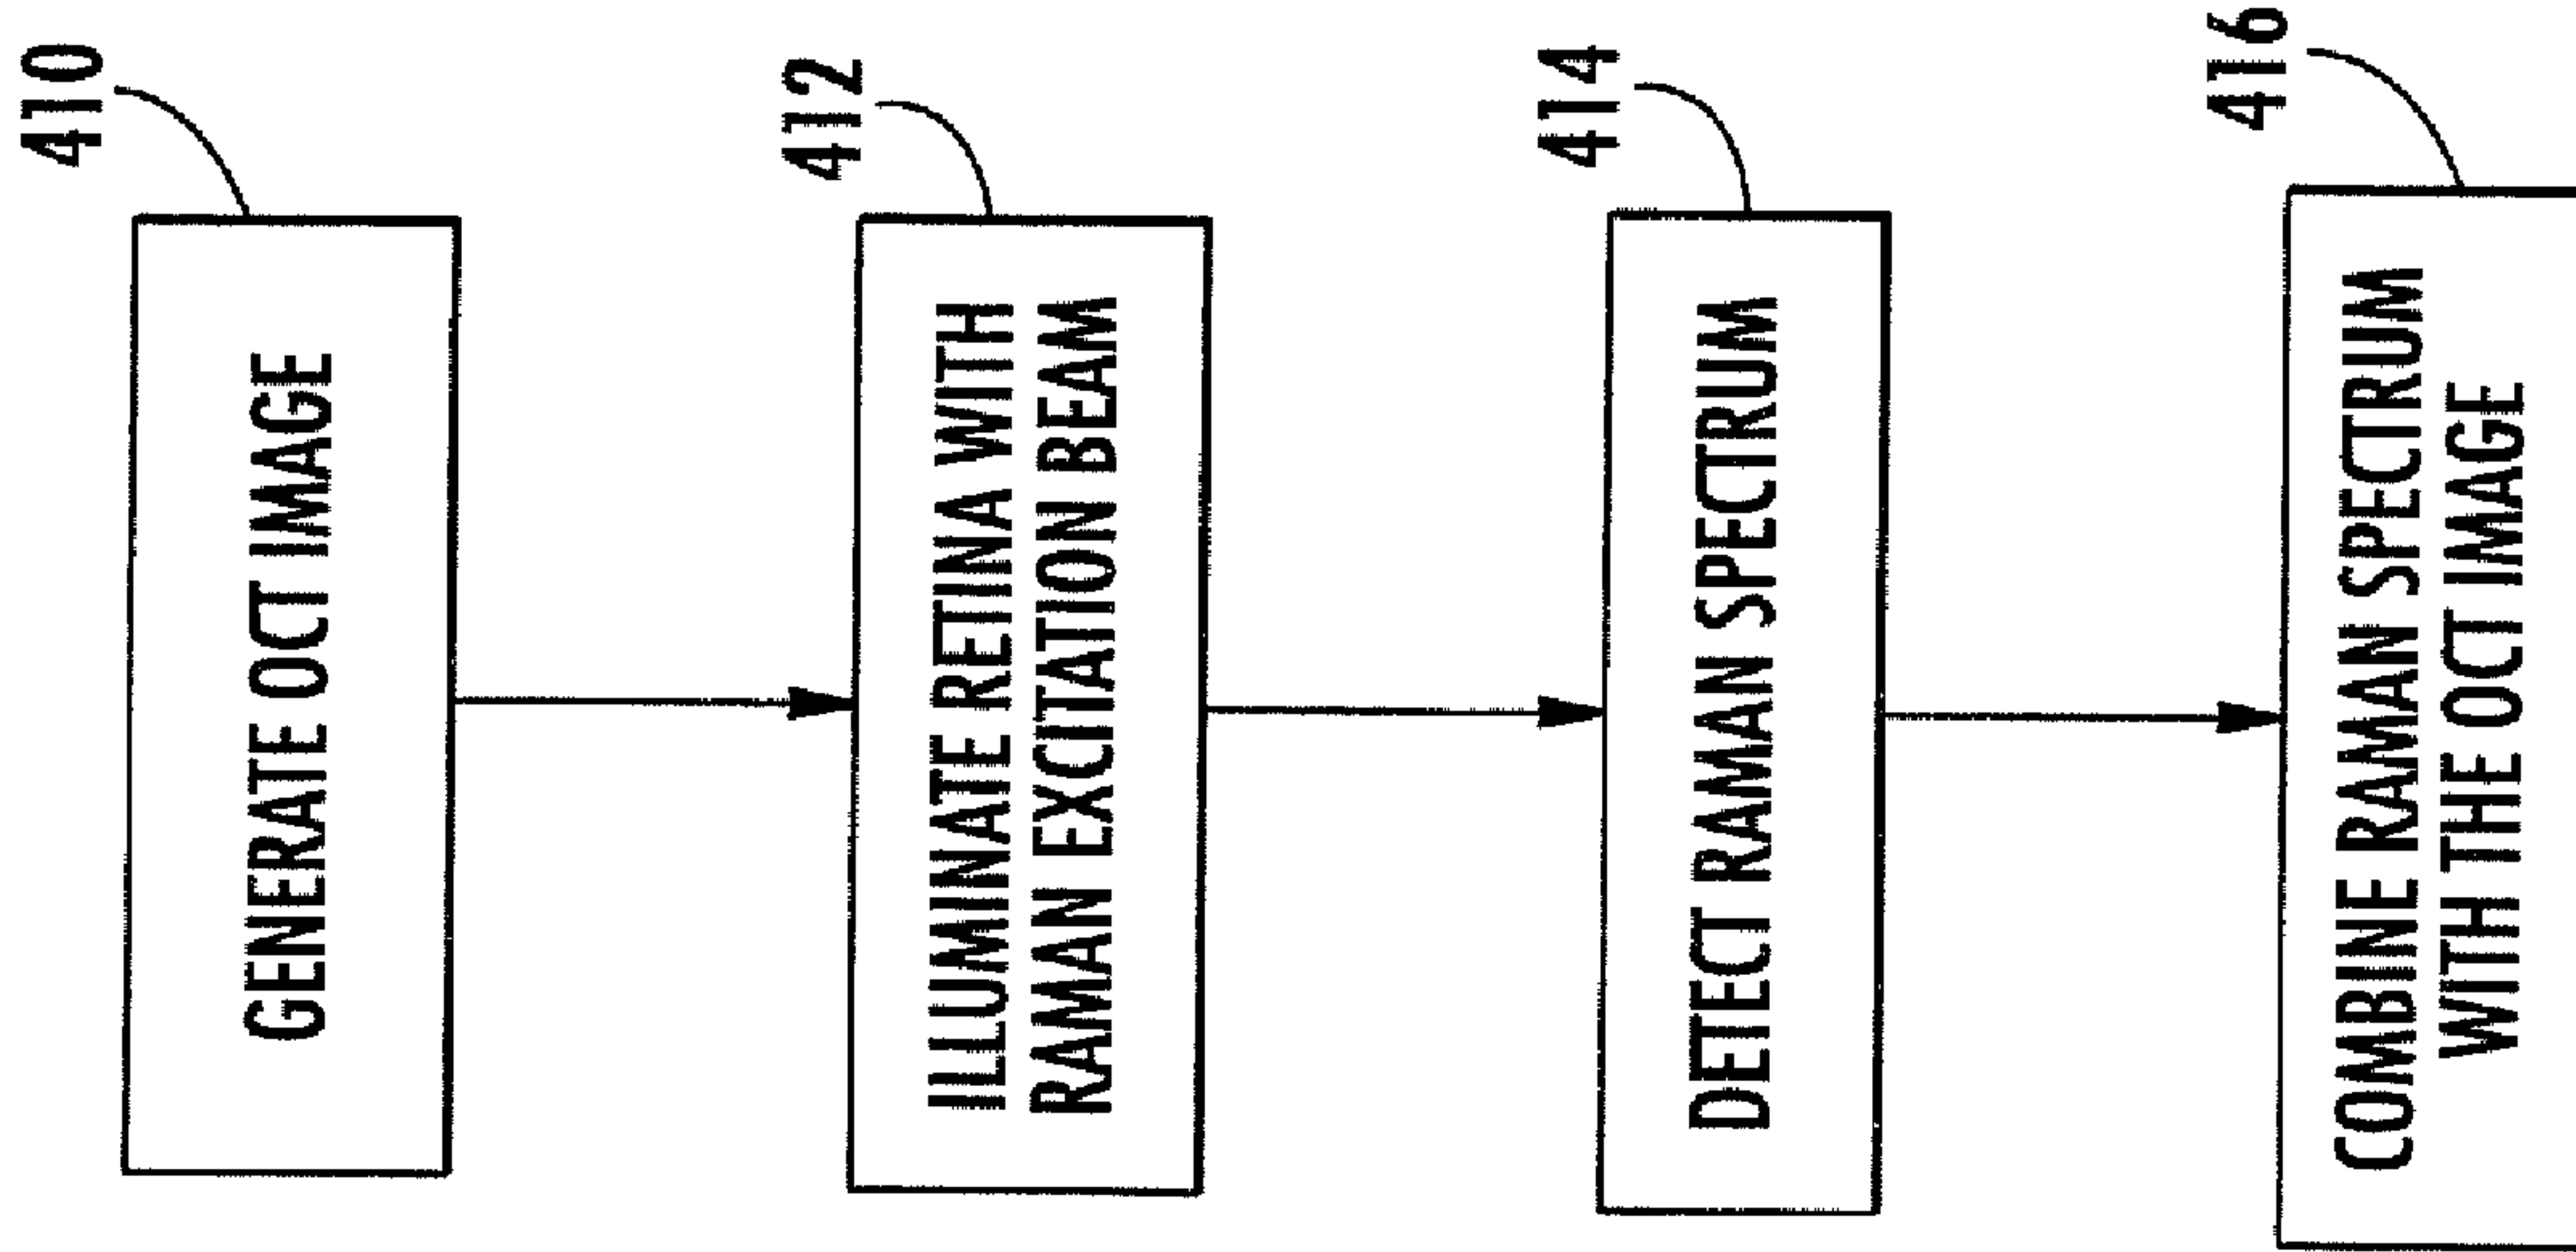 410
GENERATE OCT IMAGE
412
ILLUMINATE RETINA WITH
RAMAN EXCITATION BEAM
414
DETECT RAMAN SPECTRUM
416
COMBINE RAMAN SPECTRUM
WITH THE OCT IMAGE